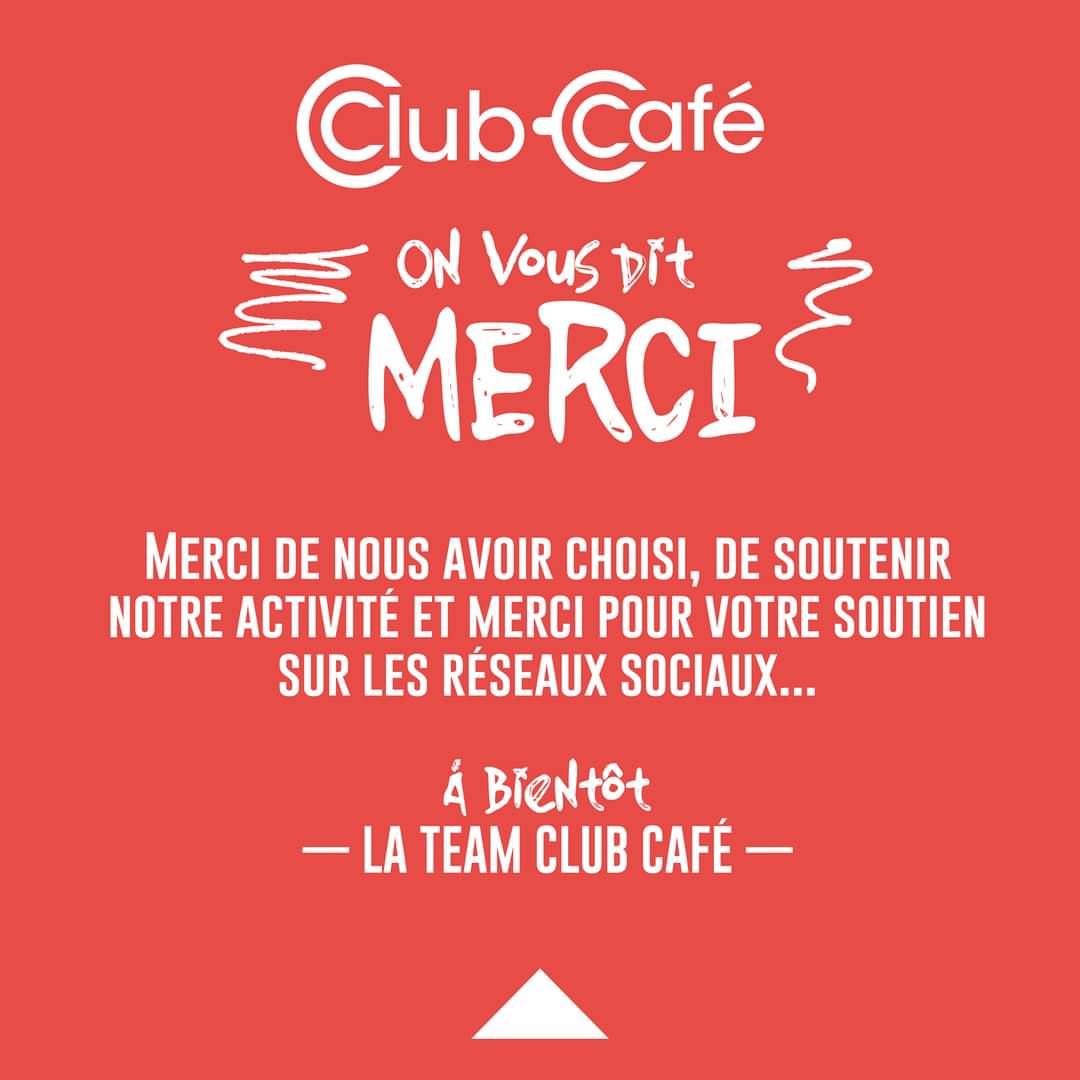 Club Café
ON VOUS DIT
MERCI
MERCI DE NOUS AVOIR CHOISI, DE SOUTENIR
NOTRE ACTIVITÉ ET MERCI POUR VOTRE SOUTIEN
SUR LES RÉSEAUX SOCIAUX...
Á BIENTÔT
— LA TEAM CLUB CAFÉ —